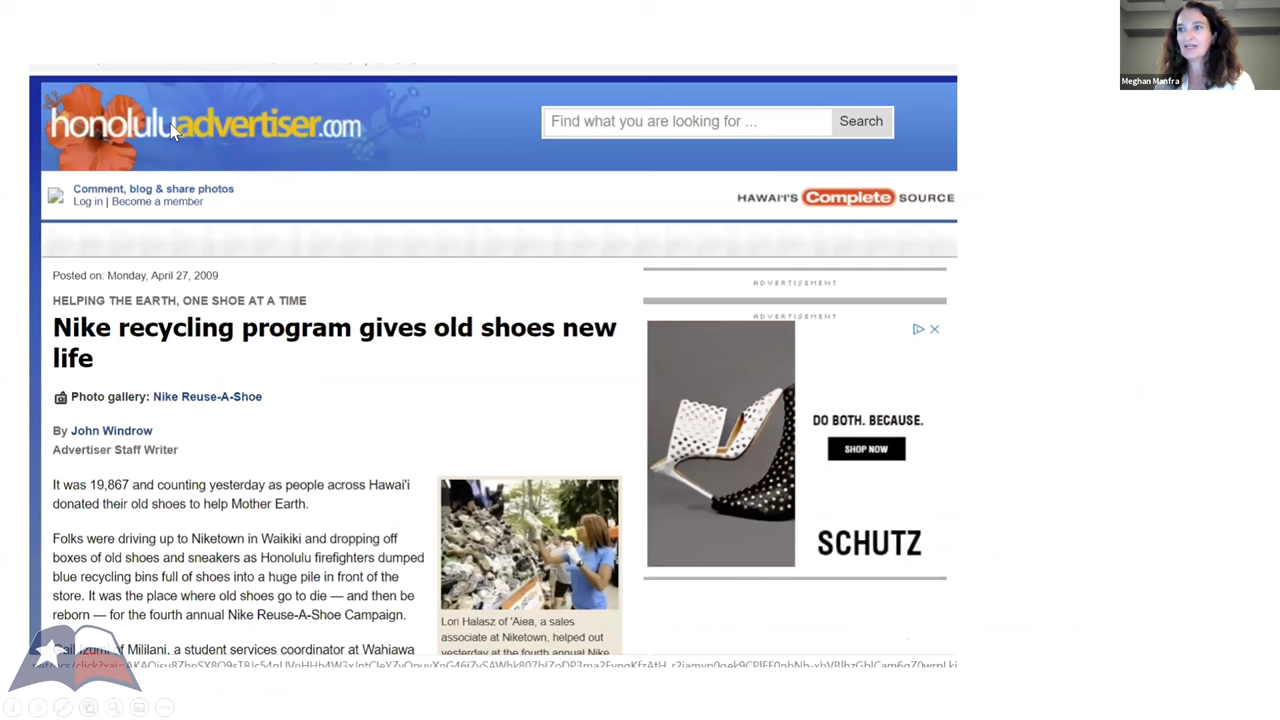 Meghan Manfra
honoluluadvertiser.com
Find what you are looking for ...
Search
Comment, blog & share photos
Log in | Become a member
HAWAI'I'S Complete SOURCE
Posted on: Monday, April 27, 2009
HELPING THE EARTH, ONE SHOE AT A TIME
Nike recycling program gives old shoes new
life
Photo gallery: Nike Reuse-A-Shoe
By John Windrow
Advertiser Staff Writer
It was 19,867 and counting yesterday as people across Hawai'i
donated their old shoes to help Mother Earth.
Folks were driving up to Niketown in Waikiki and dropping off
boxes of old shoes and sneakers as Honolulu firefighters dumped
blue recycling bins full of shoes into a huge pile in front of the
store. It was the place where old shoes go to die — and then be
reborn — for the fourth annual Nike Reuse-A-Shoe Campaign.
Izumi of Mililani, a student services coordinator at Wahiawa
Lori Halasz of 'Aiea, a sales
associate at Niketown, helped out
yesterday at the fourth annual Nike
ADVERTISEMENT
ADVERTISEMENT
DO BOTH. BECAUSE.
SHOP NOW
SCHUTZ